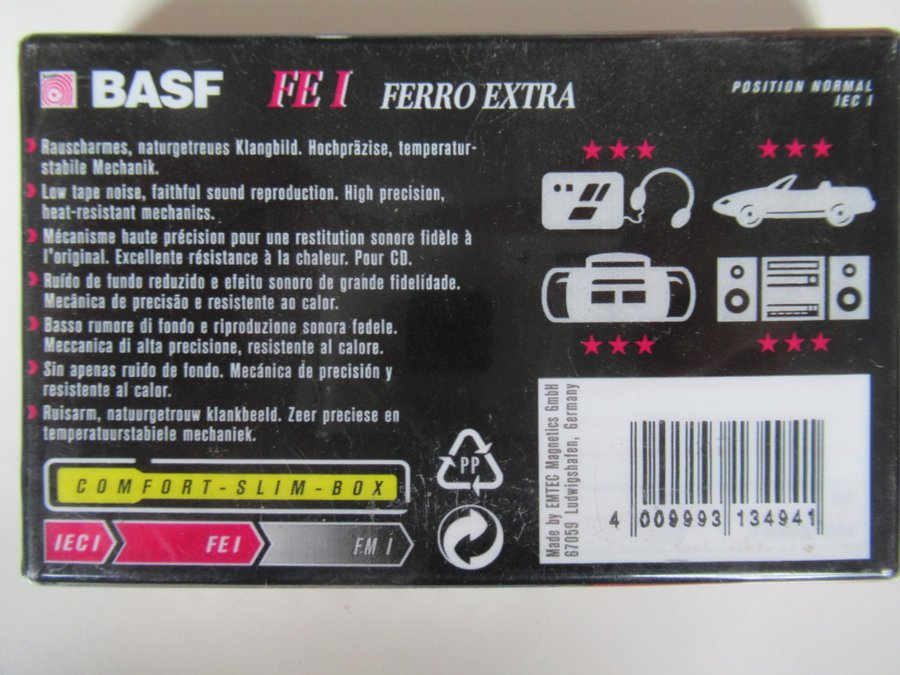 BASF FE I FERRO EXTRA
POSITION NORMAL
IEC I
Rauscharmes, naturgetreues Klangbild. Hochpräzise, temperatur-
stabile Mechanik.
Low tape noise, faithful sound reproduction. High precision,
heat-resistant mechanics.
Mécanisme haute précision pour une restitution sonore fidèle à
l'original. Excellente résistance à la chaleur. Pour CD.
Ruído de fundo reduzido e efeito sonoro de grande fidelidade.
Mecânica de precisão e resistente ao calor.
Basso rumore di fondo e riproduzione sonora fedele.
Meccanica di alta precisione, resistente al calore.
Sin apenas ruido de fondo. Mecánica de precisión y
resistente al calor.
Ruisarm, natuurgetrouw klankbeeld. Zeer preciese en
temperatuurstabiele mechaniek.
COMFORT-SLIM-BOX
IEC I FE I FM I
PP
Made by EMTEC Magnetics GmbH
67059 Ludwigshafen, Germany
4 009993 134941